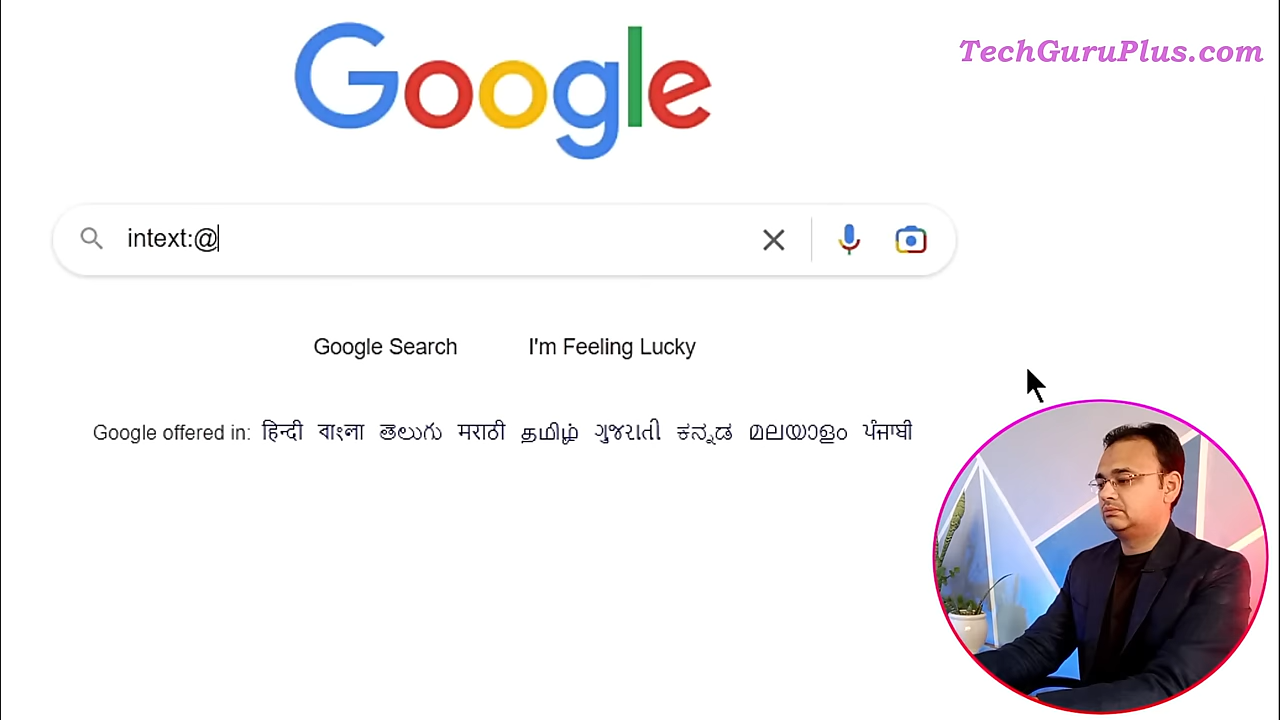 Google
TechGuruPlus.com
intext:@
Google Search I'm Feeling Lucky
Google offered in: हिन्दी বাংলা తెలుగు मराठी தமிழ் ગુજરાતી ಕನ್ನಡ മലയാളം ਪੰਜਾਬੀ